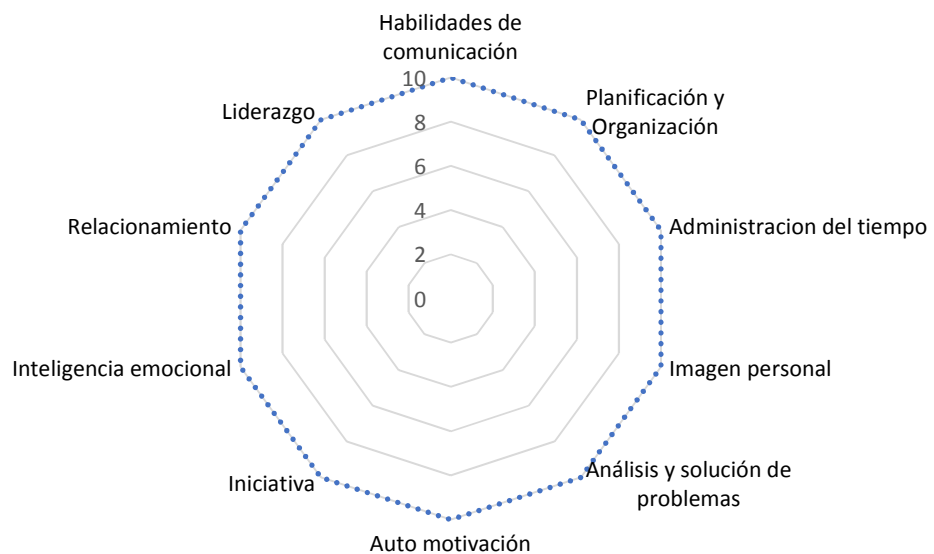 Habilidades de
comunicación
10
Liderazgo
Planificación y
Organización
8
6
Relacionamiento
Administracion del tiempo
4
2
0
Inteligencia emocional
Imagen personal
Iniciativa
Análisis y solución de
problemas
Auto motivación